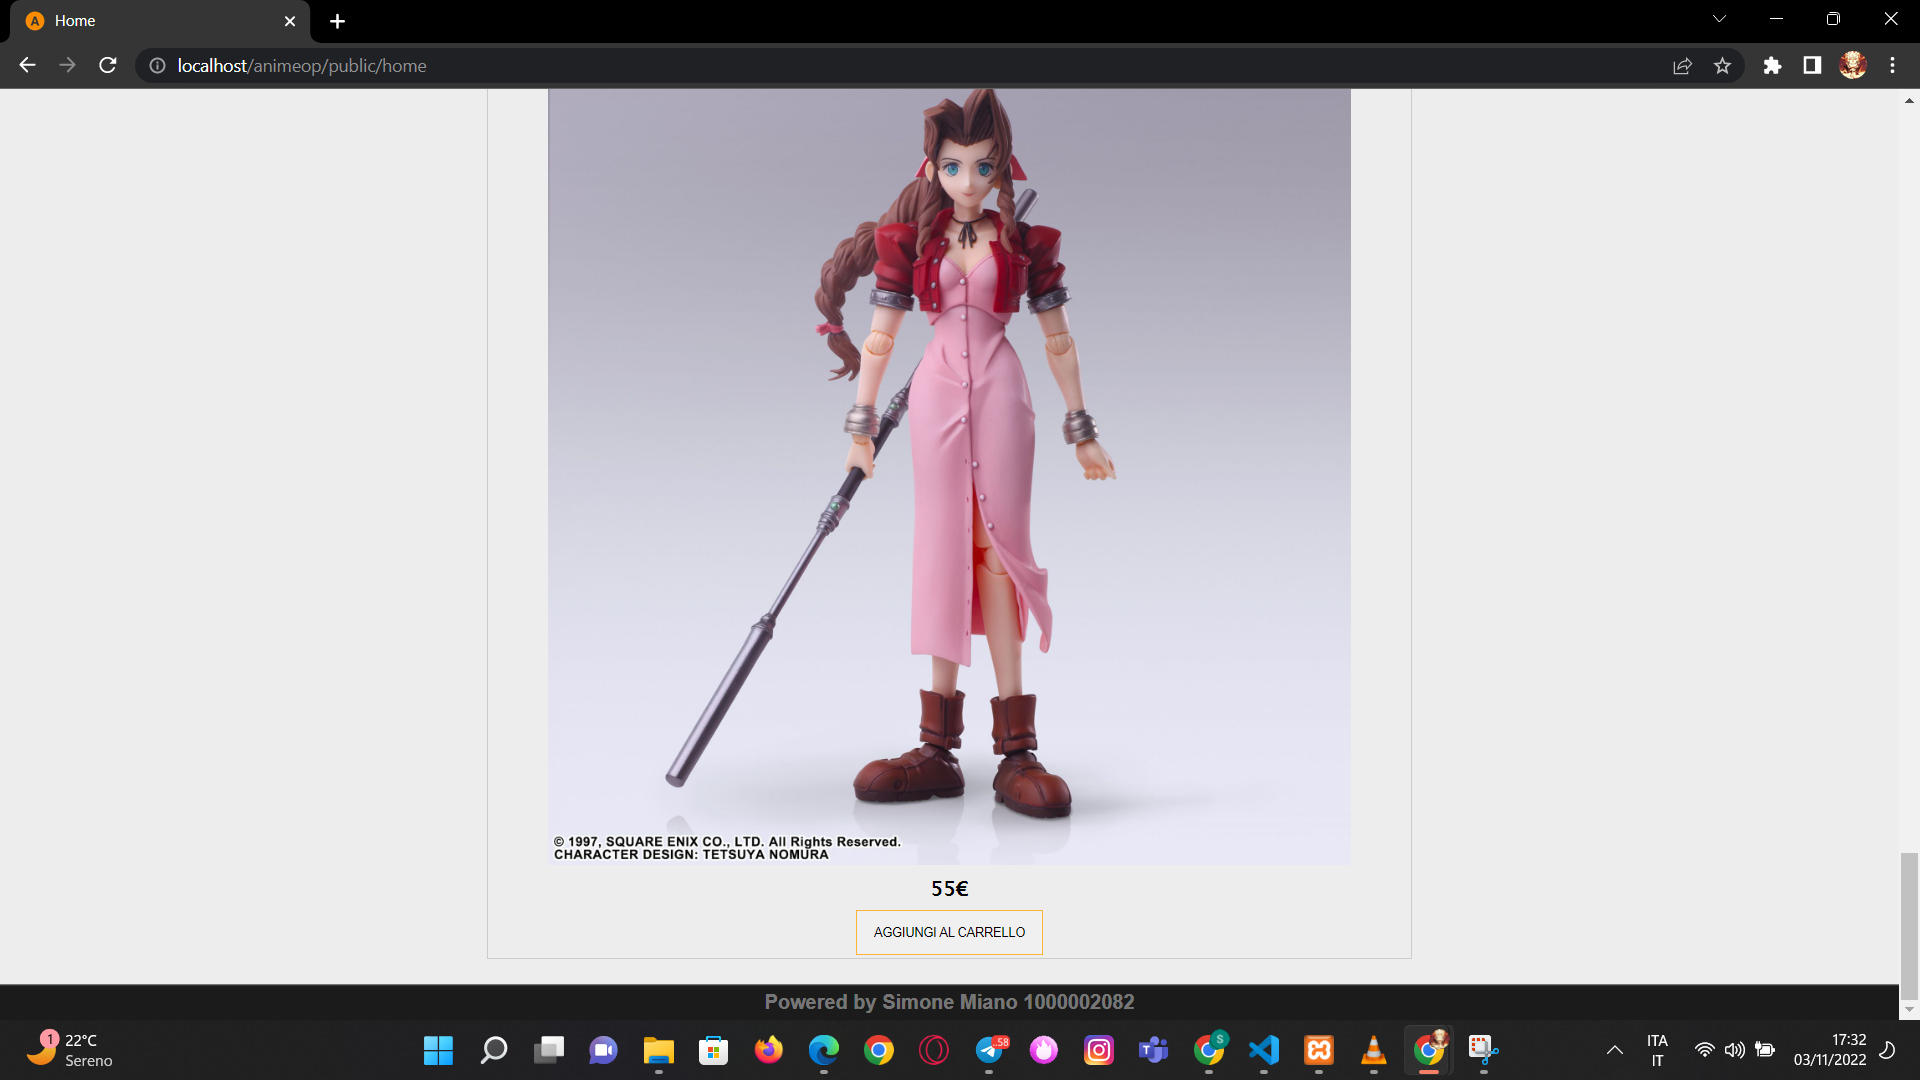 A
Home
localhost/animeop/public/home
© 1997, SQUARE ENIX CO., LTD. All Rights Reserved.
CHARACTER DESIGN: TETSUYA NOMURA
55€
AGGIUNGI AL CARRELLO
Powered by Simone Miano 1000002082
1
22°C
Sereno
58
T
S
ITA
IT
17:32
03/11/2022